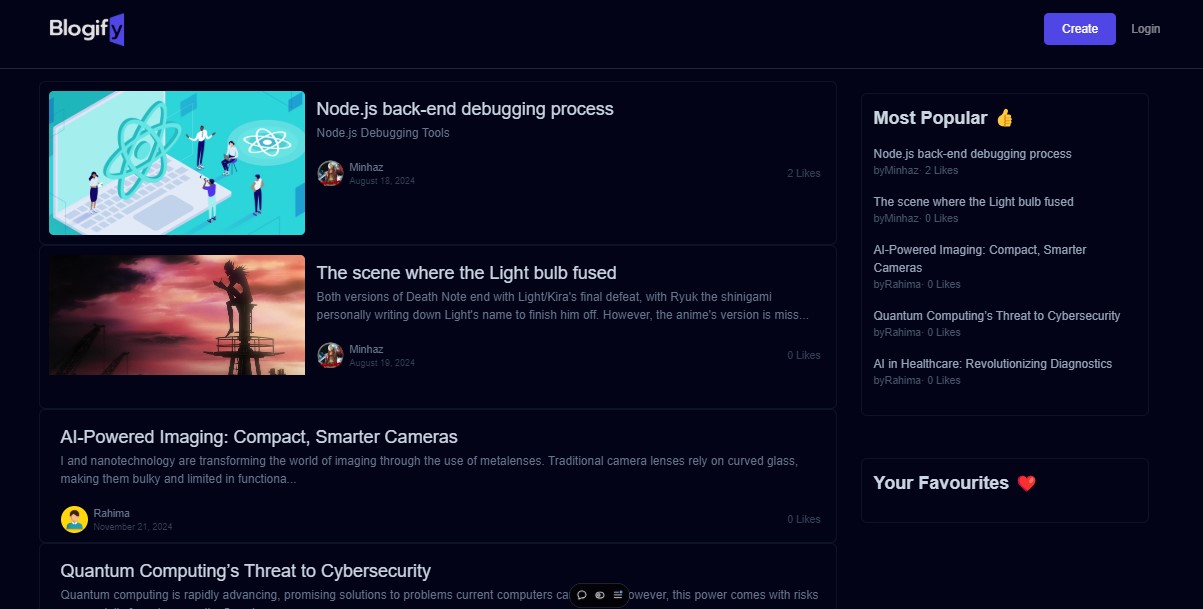 Blogify
Create
Login
Node.js back-end debugging process
Node.js Debugging Tools
Minhaz
August 18, 2024
2 Likes
The scene where the Light bulb fused
Both versions of Death Note end with Light/Kira's final defeat, with Ryuk the shinigami
personally writing down Light's name to finish him off. However, the anime's version is miss...
Minhaz
August 19, 2024
0 Likes
AI-Powered Imaging: Compact, Smarter Cameras
I and nanotechnology are transforming the world of imaging through the use of metalenses. Traditional camera lenses rely on curved glass,
making them bulky and limited in functiona...
Rahima
November 21, 2024
0 Likes
Quantum Computing's Threat to Cybersecurity
Quantum computing is rapidly advancing, promising solutions to problems current computers owever, this power comes with risks
Most Popular 👍
Node.js back-end debugging process
byMinhaz· 2 Likes
The scene where the Light bulb fused
byMinhaz· 0 Likes
AI-Powered Imaging: Compact, Smarter
Cameras
byRahima· 0 Likes
Quantum Computing's Threat to Cybersecurity
byRahima· 0 Likes
AI in Healthcare: Revolutionizing Diagnostics
byRahima· 0 Likes
Your Favourites ❤️